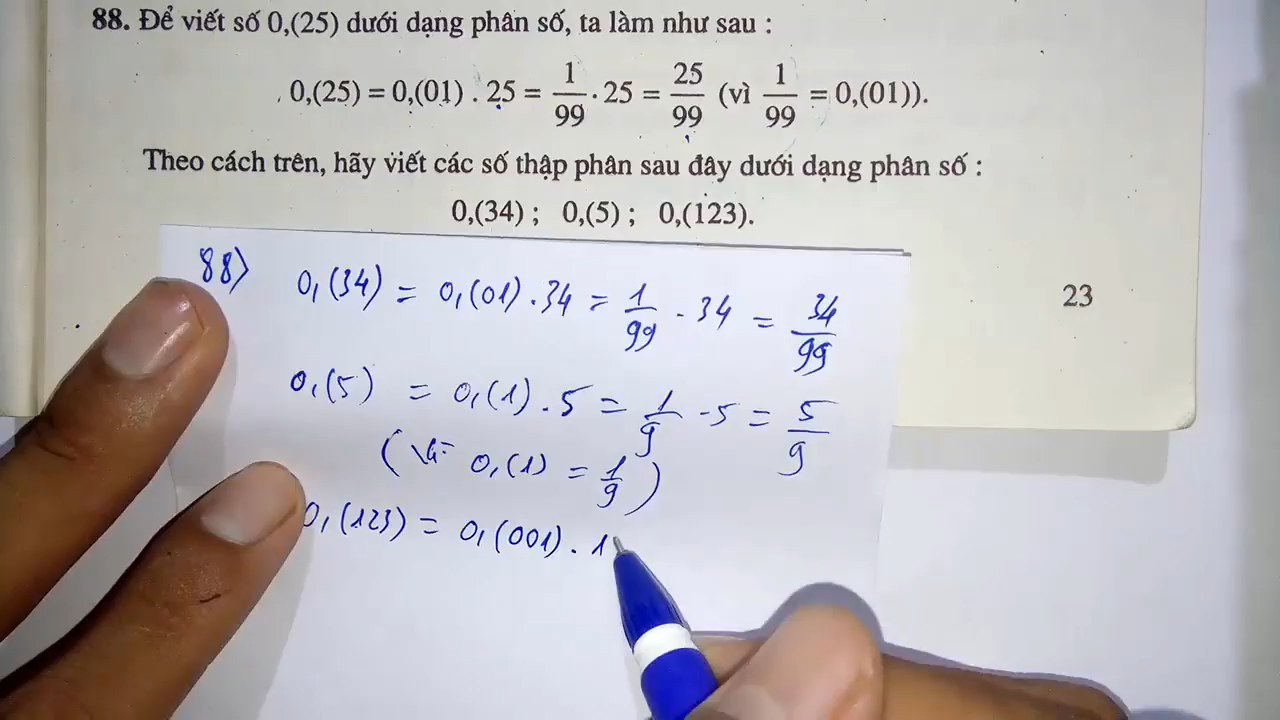 88. Để viết số 0,(25) dưới dạng phân số, ta làm như sau :
0,(25) = 0,(01) . 25 = 1/99 . 25 = 25/99 (vì 1/99 = 0,(01)).
Theo cách trên, hãy viết các số thập phân sau đây dưới dạng phân số :
0,(34) ; 0,(5) ; 0,(123).
23
88) 0,(34) = 0,(01) . 34 = 1/99 . 34 = 34/99
0,(5) = 0,(1) . 5 = 1/9 . 5 = 5/9
(Vì 0,(1) = 1/9)
0,(123) = 0,(001) . 1